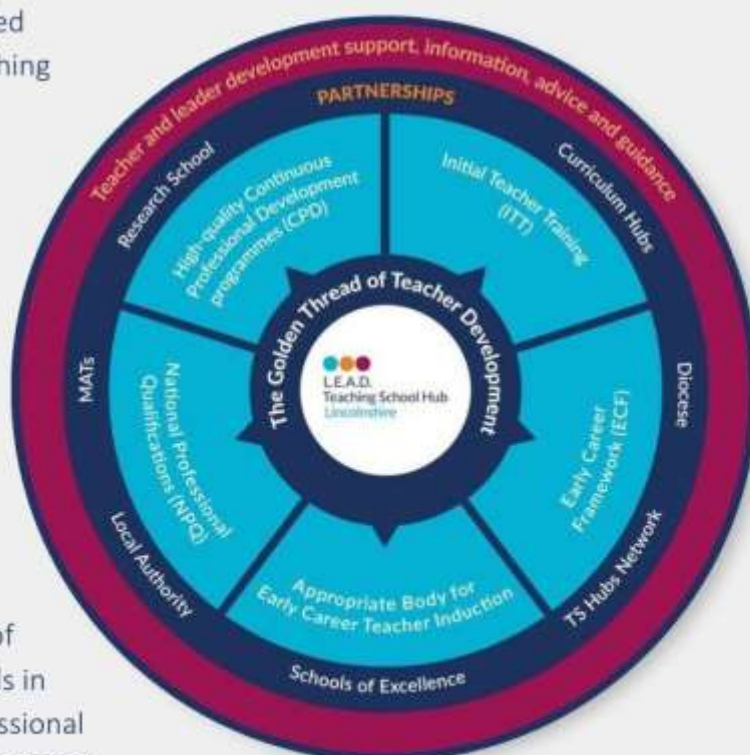 ed
hing
Teacher and leader development support, information, advice and guidance
PARTNERSHIPS
Research School
Curriculum Hubs
High-quality Continuous
Professional Development
programmes (CPD)
Initial Teacher Training
(ITT)
The Golden Thread of Teacher Development
L.E.A.D.
Teaching School Hub
Lincolnshire
MATs
Diocese
National Professional
Qualifications (NPQ)
Early Career
Framework (ECF)
Local Authority
TS Hubs Network
Appropriate Body for
Early Career Teacher Induction
Schools of Excellence
of
ls in
ssional